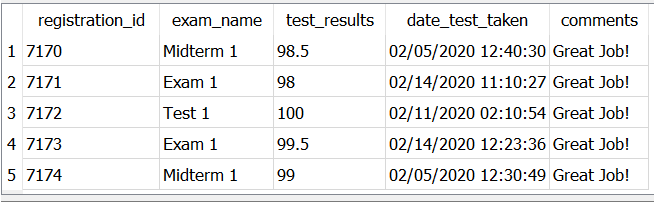 registration_id exam_name test_results date_test_taken comments
1 7170 Midterm 1 98.5 02/05/2020 12:40:30 Great Job!
2 7171 Exam 1 98 02/14/2020 11:10:27 Great Job!
3 7172 Test 1 100 02/11/2020 02:10:54 Great Job!
4 7173 Exam 1 99.5 02/14/2020 12:23:36 Great Job!
5 7174 Midterm 1 99 02/05/2020 12:30:49 Great Job!